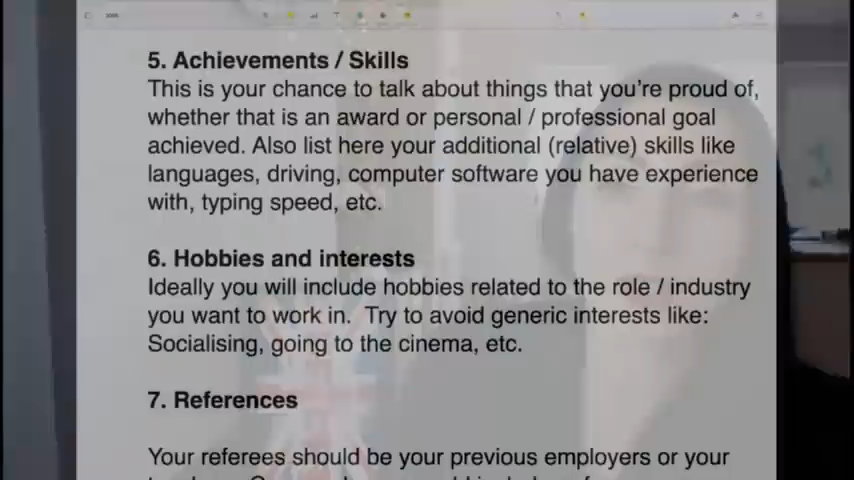 5. Achievements / Skills
This is your chance to talk about things that you're proud of,
whether that is an award or personal / professional goal
achieved. Also list here your additional (relative) skills like
languages, driving, computer software you have experience
with, typing speed, etc.
6. Hobbies and interests
Ideally you will include hobbies related to the role / industry
you want to work in. Try to avoid generic interests like:
Socialising, going to the cinema, etc.
7. References
Your referees should be your previous employers or your